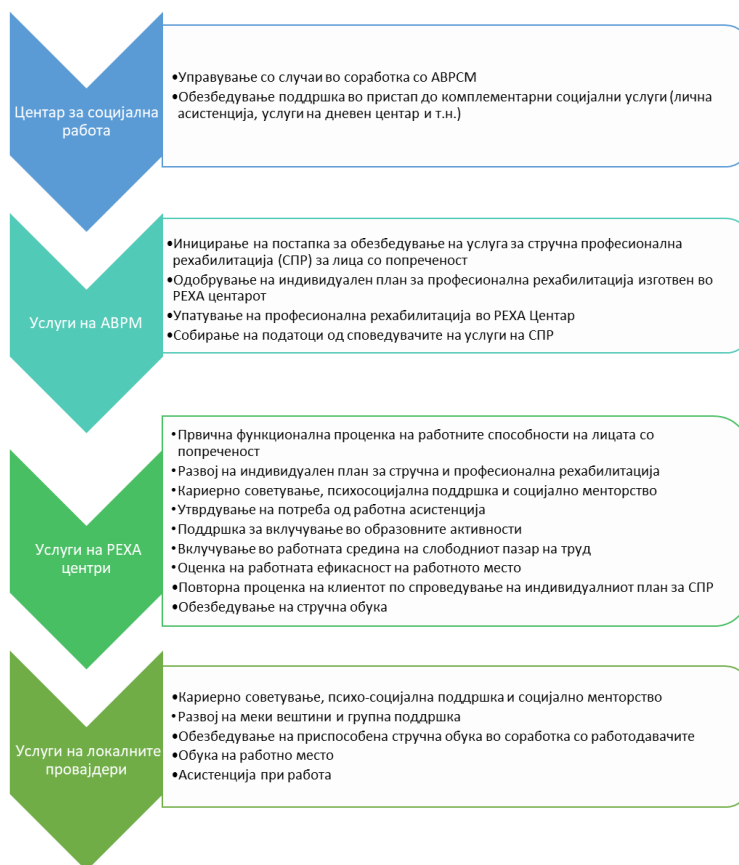 Центар за социјална
работа
•Управување со случаи во соработка со АВРСМ
•Обезбедување поддршка во пристап до комплементарни социјални услуги (лична
асистенција, услуги на дневен центар и т.н.)
Услуги на АВРМ
•Иницирање на постапка за обезбедување на услуга за стручна професионална
рехабилитација (СПР) за лица со попреченост
•Одобрување на индивидуален план за професионална рехабилитација изготвен во
РЕХА центарот
•Упатување на професионална рехабилитација во РЕХА Центар
•Собирање на податоци од споведувачите на услуги на СПР
Услуги на РЕХА
центри
•Првична функционална проценка на работните способности на лицата со
попреченост
•Развој на индивидуален план за стручна и професионална рехабилитација
•Кариерно советување, психосоцијална поддршка и социјално менторство
•Утврдување на потреба од работна асистенција
•Поддршка за вклучување во образовните активности
•Вклучување во работната средина на слободниот пазар на труд
•Оценка на работната ефикасност на работното место
•Повторна проценка на клиентот по спроведување на индивидуалниот план за СПР
•Обезбедување на стручна обука
Услуги на локалните
провајдери
•Кариерно советување, психо-социјална поддршка и социјално менторство
•Развој на меки вештини и групна поддршка
•Обезбедување на приспособена стручна обука во соработка со работодавачите
•Обука на работно место
•Асистенција при работа